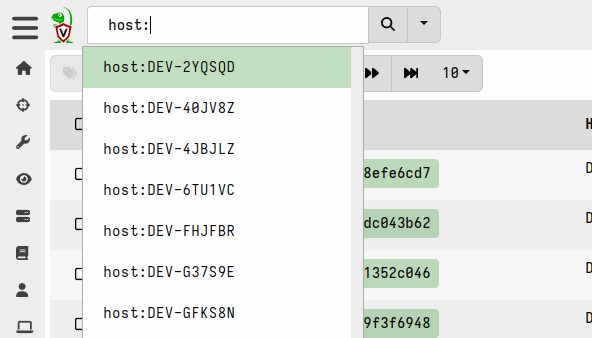 host:
host:DEV-2YQSQD
10
host:DEV-40JV8Z
H
host:DEV-4JBJLZ
8efe6cd7
D
host:DEV-6TU1VC
dc043b62
D
host:DEV-FHJFBR
host:DEV-G37S9E
1352c046
D
host:DEV-GFKS8N
9f3f6948
D
V